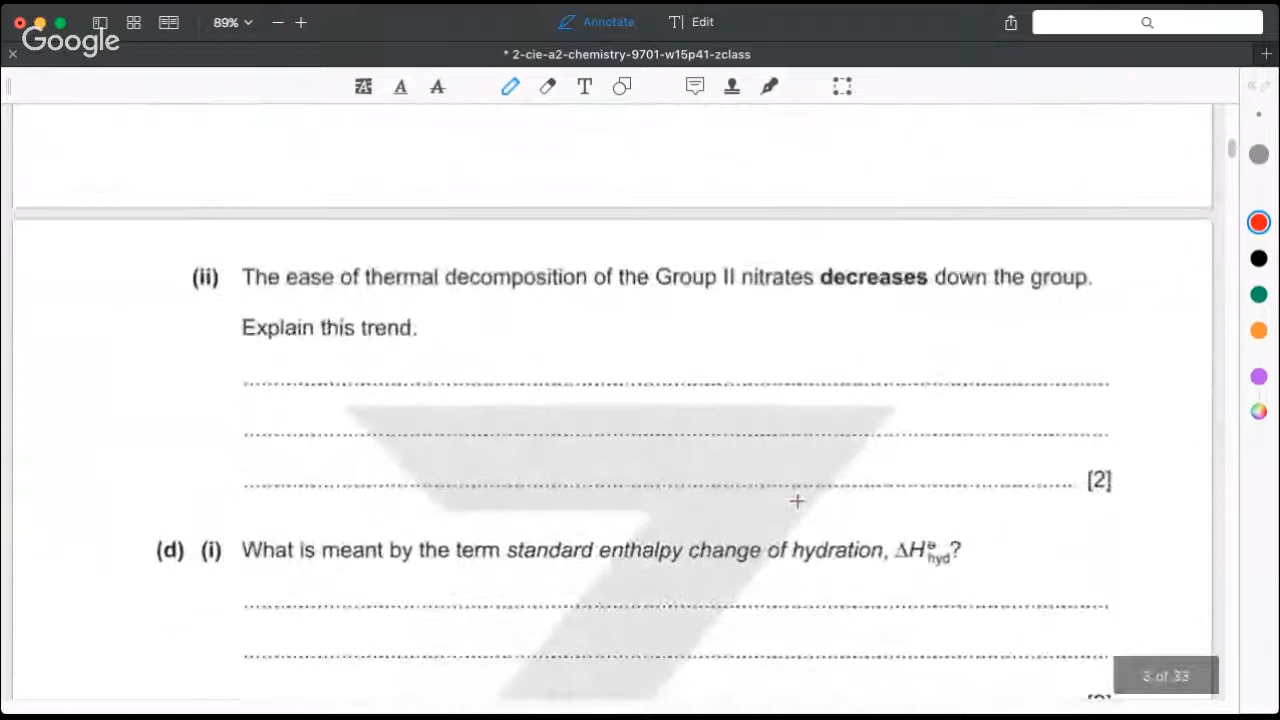 89%
Annotate
T| Edit
Google
* 2-cie-a2-chemistry-9701-w15p41-zclass
(ii) The ease of thermal decomposition of the Group II nitrates decreases down the group.
Explain this trend.
[2]
(d) (i) What is meant by the term standard enthalpy change of hydration, ΔH⦵hyd?
3 of 33